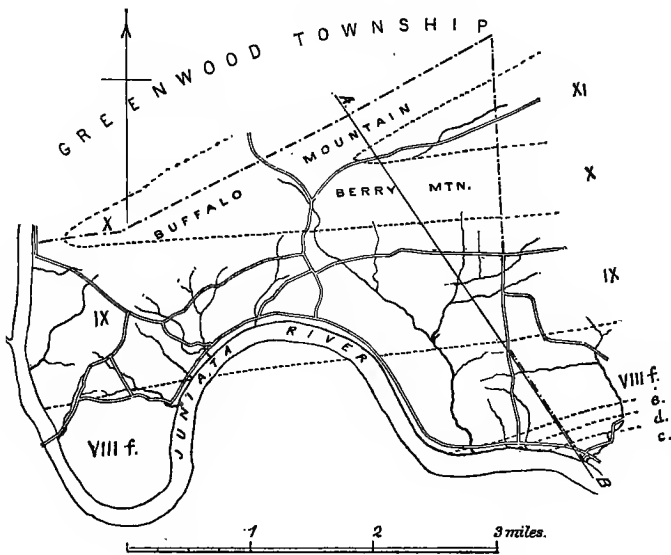 GREENWOOD TOWNSHIP
A
XI
BUFFALO MOUNTAIN
BERRY MTN.
X
X
IX
IX
JUNIATA RIVER
VIII f.
e.
d.
c.
VIII f.
B
1 2 3 miles.